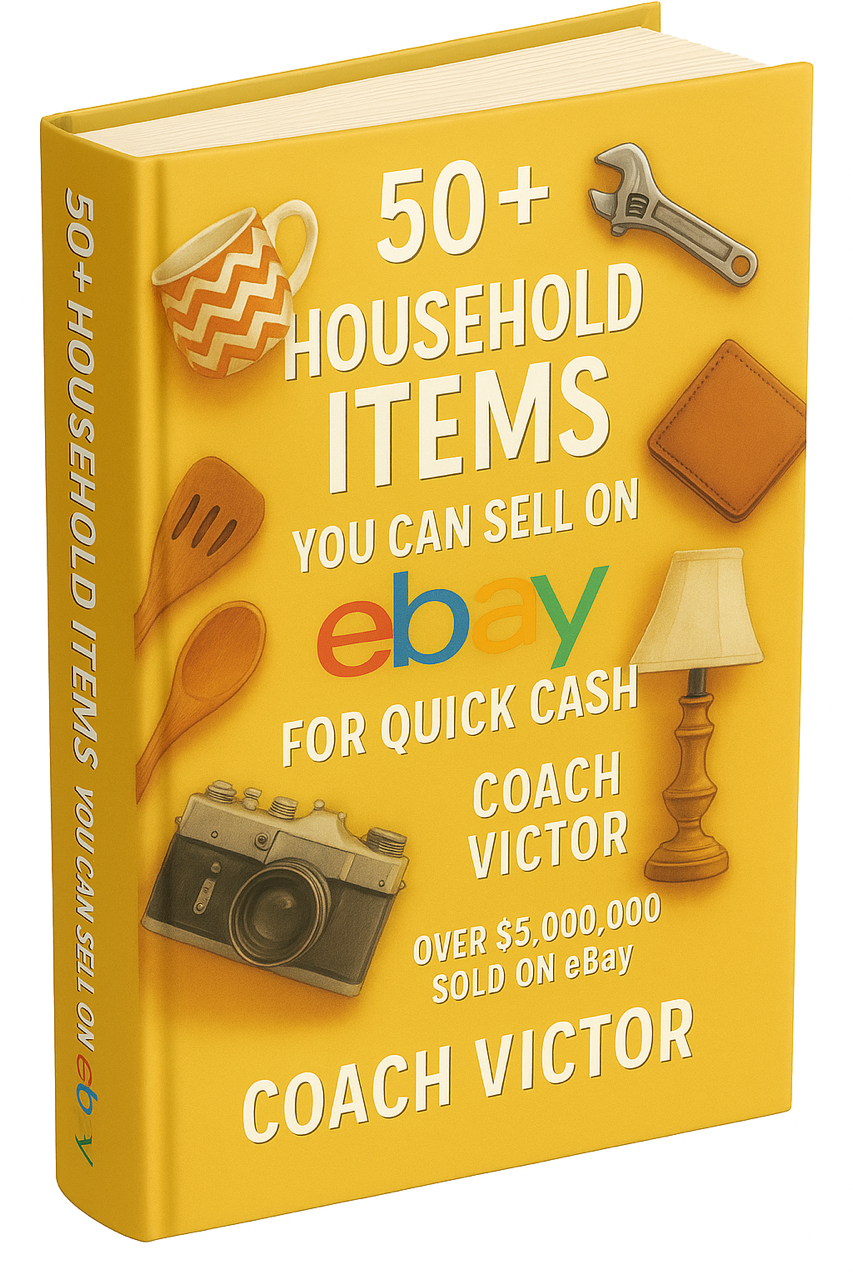 50+ HOUSEHOLD ITEMS YOU CAN SELL ON ebay
50+
HOUSEHOLD
ITEMS
YOU CAN SELL ON
ebay
FOR QUICK CASH
COACH
VICTOR
OVER $5,000,000
SOLD ON eBay
COACH VICTOR